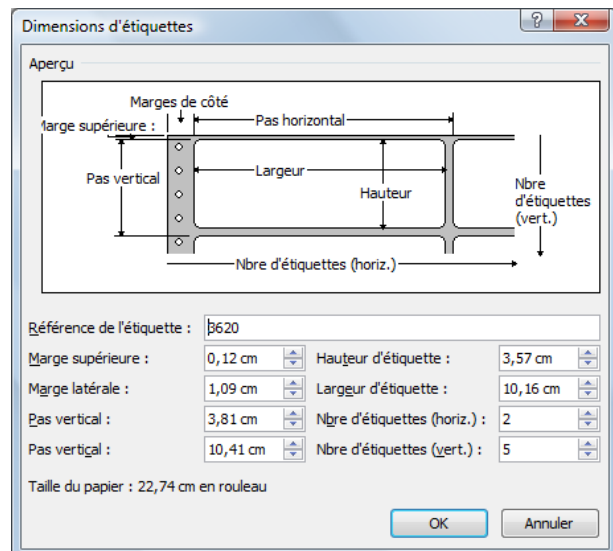 Dimensions d'étiquettes
Aperçu
Marges de côté
Marge supérieure :
Pas horizontal
Pas vertical
Largeur
Hauteur
Nbre
d'étiquettes
(vert.)
Nbre d'étiquettes (horiz.)
Référence de l'étiquette : 3620
Marge supérieure : 0,12 cm Hauteur d'étiquette : 3,57 cm
Marge latérale : 1,09 cm Largeur d'étiquette : 10,16 cm
Pas vertical : 3,81 cm Nbre d'étiquettes (horiz.) : 2
Pas vertical : 10,41 cm Nbre d'étiquettes (vert.) : 5
Taille du papier : 22,74 cm en rouleau
OK Annuler